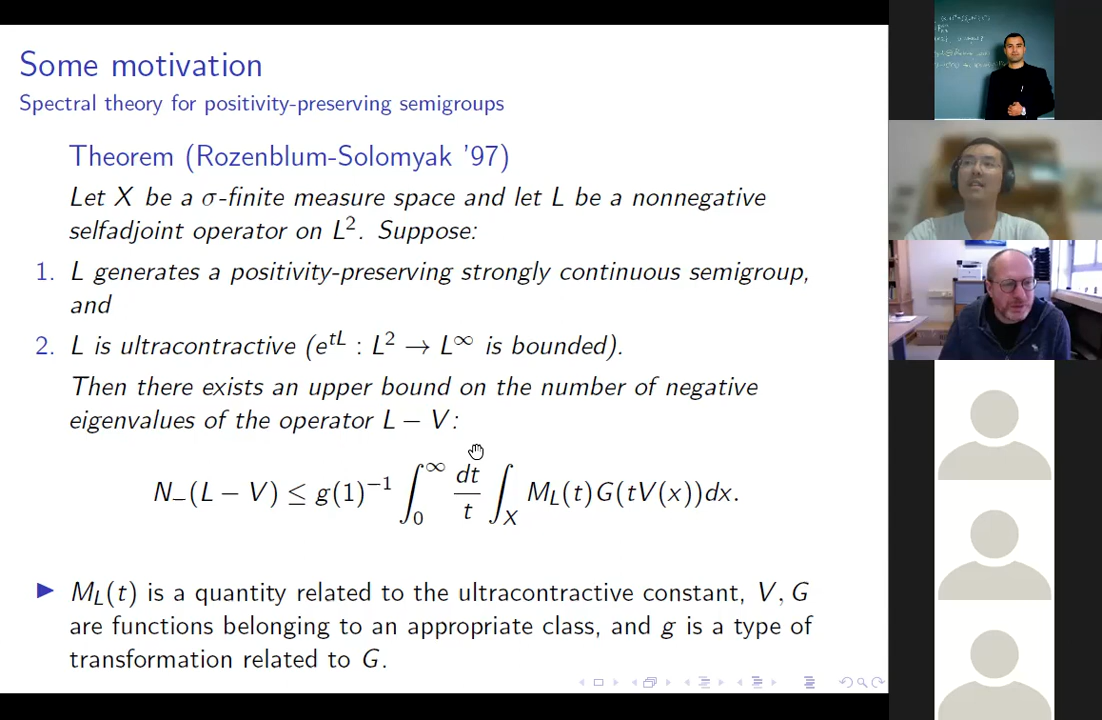 Some motivation
Spectral theory for positivity-preserving semigroups
Theorem (Rozenblum-Solomyak '97)
Let X be a σ-finite measure space and let L be a nonnegative
selfadjoint operator on L². Suppose:
1. L generates a positivity-preserving strongly continuous semigroup,
and
2. L is ultracontractive (e^{tL} : L² → L^∞ is bounded).
Then there exists an upper bound on the number of negative
eigenvalues of the operator L − V:
N₋(L − V) ≤ g(1)⁻¹ ∫₀^∞ dt/t ∫_X M_L(t)G(tV(x))dx.
▶ M_L(t) is a quantity related to the ultracontractive constant, V, G
are functions belonging to an appropriate class, and g is a type of
transformation related to G.